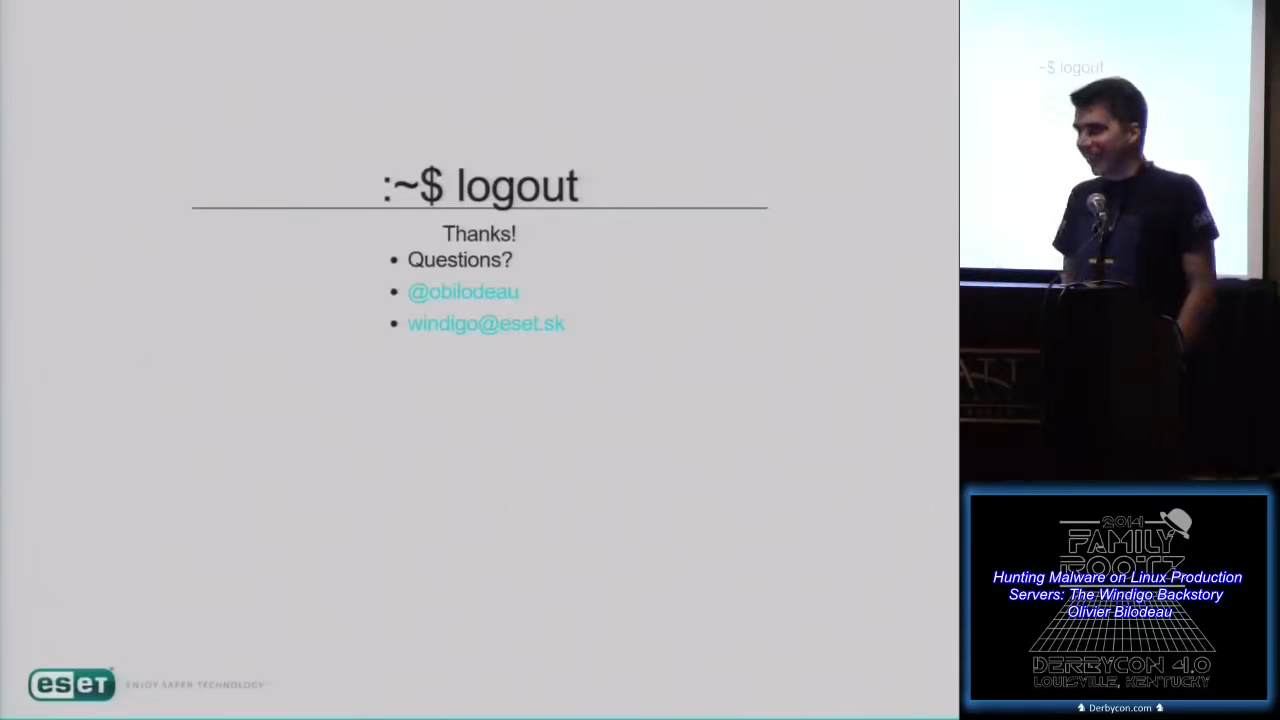 :~$ logout
Thanks!
• Questions?
• @obilodeau
• windigo@eset.sk
eseT
ENJOY SAFER TECHNOLOGY
~$ logout
2014
FAMILY
ROOTZ
Hunting Malware on Linux Production
Servers: The Windigo Backstory
Olivier Bilodeau
DERBYCON 4.0
LOUISVILLE, KENTUCKY
Derbycon.com